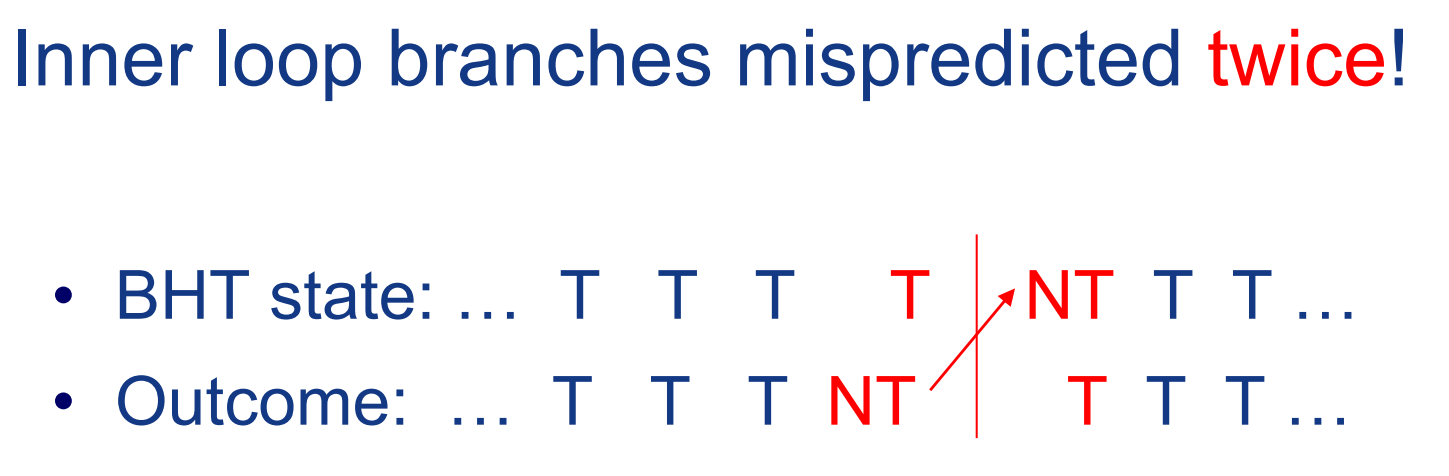 Inner loop branches mispredicted twice!
• BHT state: … T T T T NT T T …
• Outcome: … T T T NT T T T …